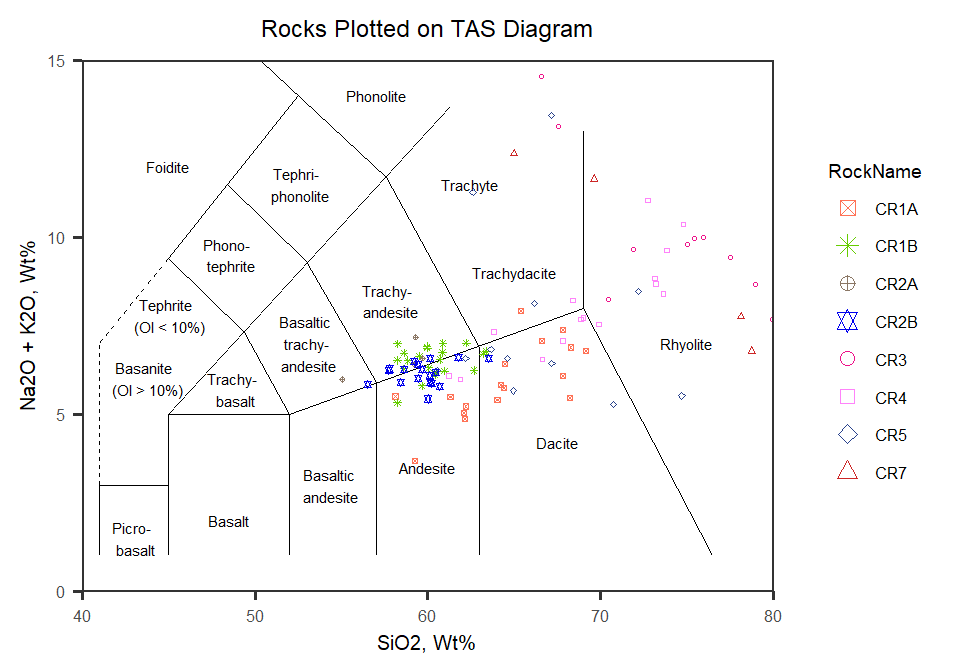 Rocks Plotted on TAS Diagram
15
Phonolite
Foidite
Tephri-
phonolite
Trachyte
RockName
CR1A
10
Phono-
tephrite
CR1B
Trachydacite
CR2A
Tephrite
(Ol < 10%)
Trachy-
andesite
Basaltic
trachy-
andesite
CR2B
Rhyolite
CR3
Basanite
(Ol > 10%)
Trachy-
basalt
CR4
5
CR5
Dacite
Andesite
CR7
Basaltic
andesite
Picro-
basalt
Basalt
0
40
50
60
70
80
SiO2, Wt%
Na2O + K2O, Wt%